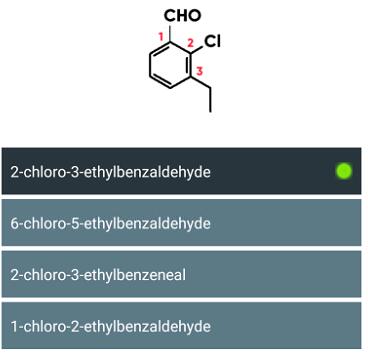 CHO
1
2 Cl
3
2-chloro-3-ethylbenzaldehyde
6-chloro-5-ethylbenzaldehyde
2-chloro-3-ethylbenzeneal
1-chloro-2-ethylbenzaldehyde